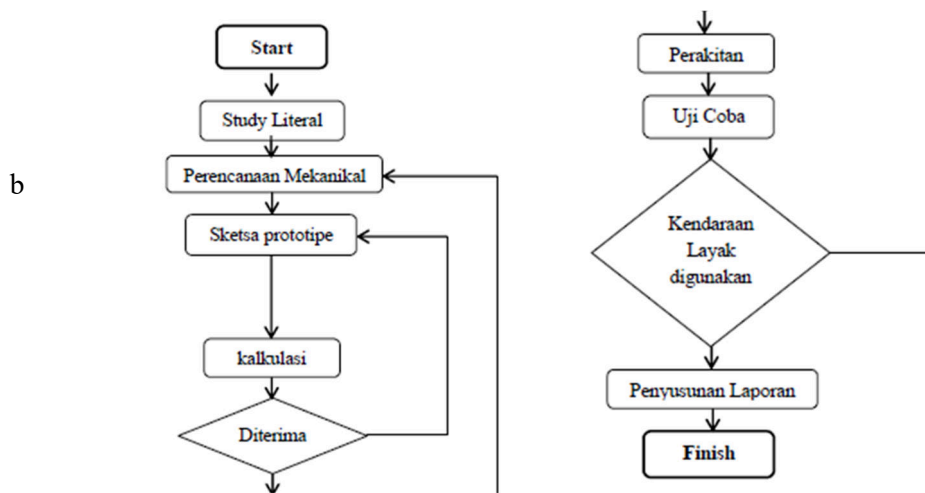 b
Start
Study Literal
Perencanaan Mekanikal
Sketsa prototipe
kalkulasi
Diterima
Perakitan
Uji Coba
Kendaraan
Layak
digunakan
Penyusunan Laporan
Finish